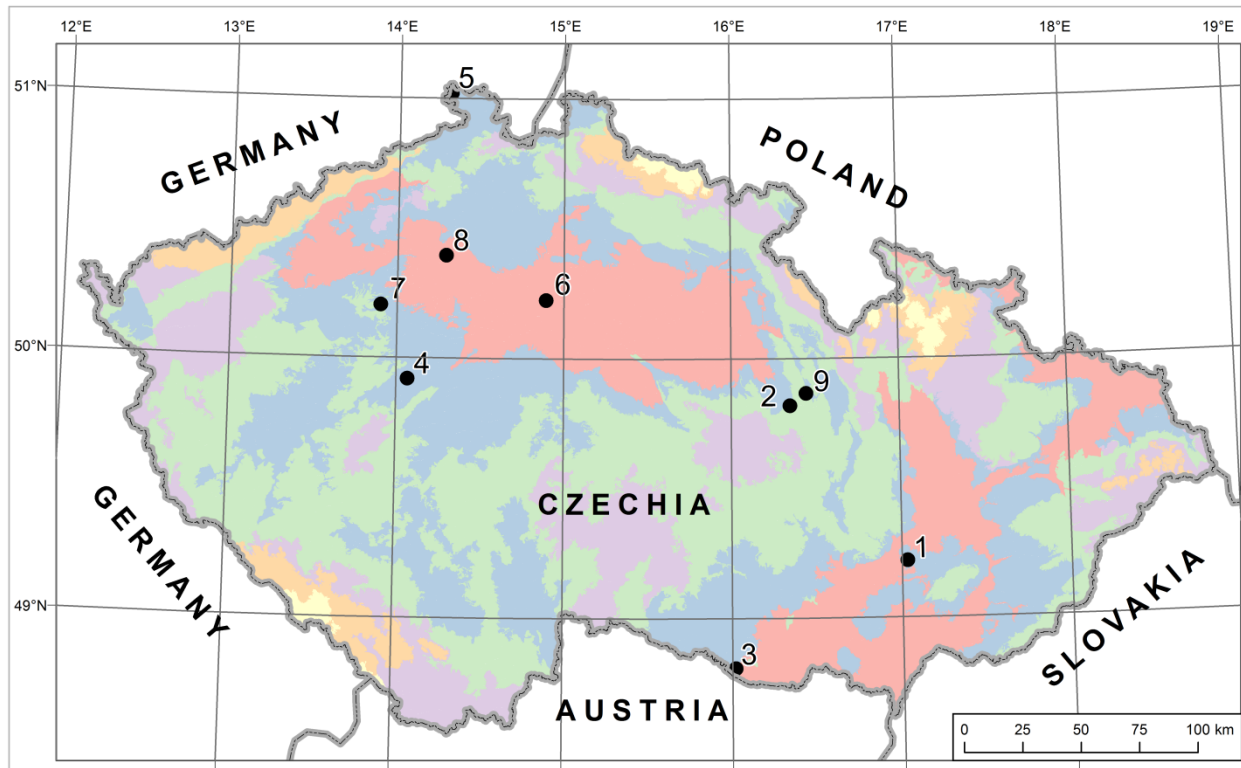 12°E 13°E 14°E 15°E 16°E 17°E 18°E 19°E
51°N
5
GERMANY
POLAND
8
7
6
50°N
4
2
9
CZECHIA
GERMANY
1
49°N
3
SLOVAKIA
AUSTRIA
0 25 50 75 100 km